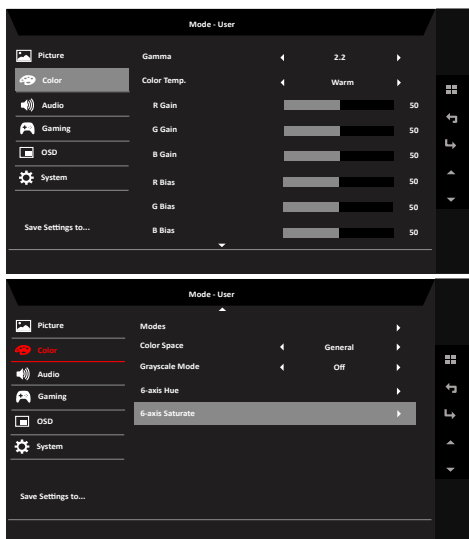 Mode - User
Picture
Gamma 2.2
Color
Color Temp. Warm
Audio
R Gain 50
Gaming
G Gain 50
OSD
B Gain 50
System
R Bias 50
G Bias 50
Save Settings to...
B Bias 50
Mode - User
Picture
Modes
Color
Color Space General
Audio
Grayscale Mode Off
Gaming
6-axis Hue
OSD
6-axis Saturate
System
Save Settings to...